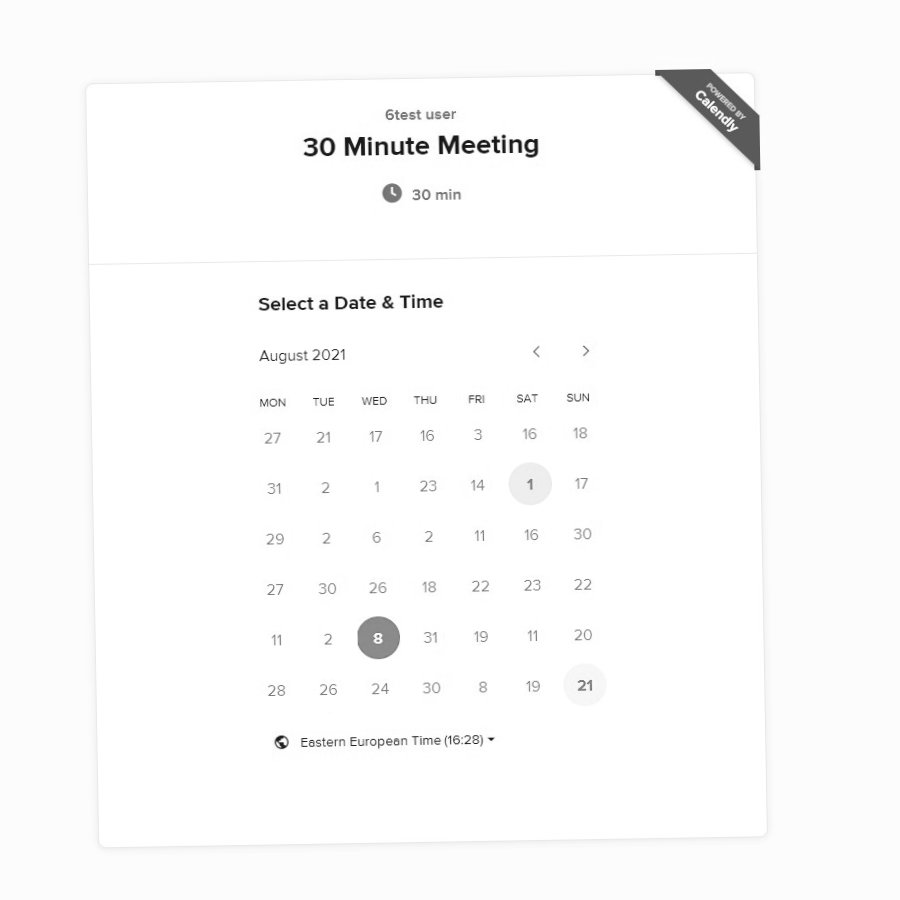 POWERED BY
Calendly
6test user
30 Minute Meeting
30 min
Select a Date & Time
August 2021
MON TUE WED THU FRI SAT SUN
27 21 17 16 3 16 18
31 2 1 23 14 1 17
29 2 6 2 11 16 30
27 30 26 18 22 23 22
11 2 8 31 19 11 20
28 26 24 30 8 19 21
Eastern European Time (16:28)